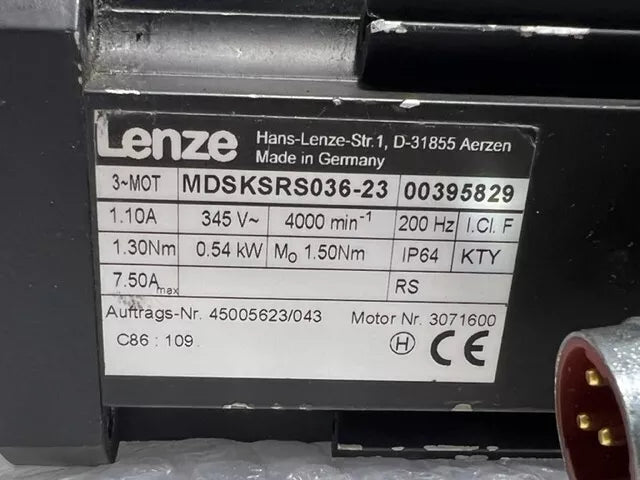 Lenze Hans-Lenze-Str.1, D-31855 Aerzen
Made in Germany
3~MOT MDSKSRS036-23 00395829
1.10A 345 V~ 4000 min-1 200 Hz I.Cl. F
1.30Nm 0.54 kW M0 1.50Nm IP64 KTY
7.50Amax RS
Auftrags-Nr. 45005623/043 Motor Nr. 3071600
C86 : 109 H CE